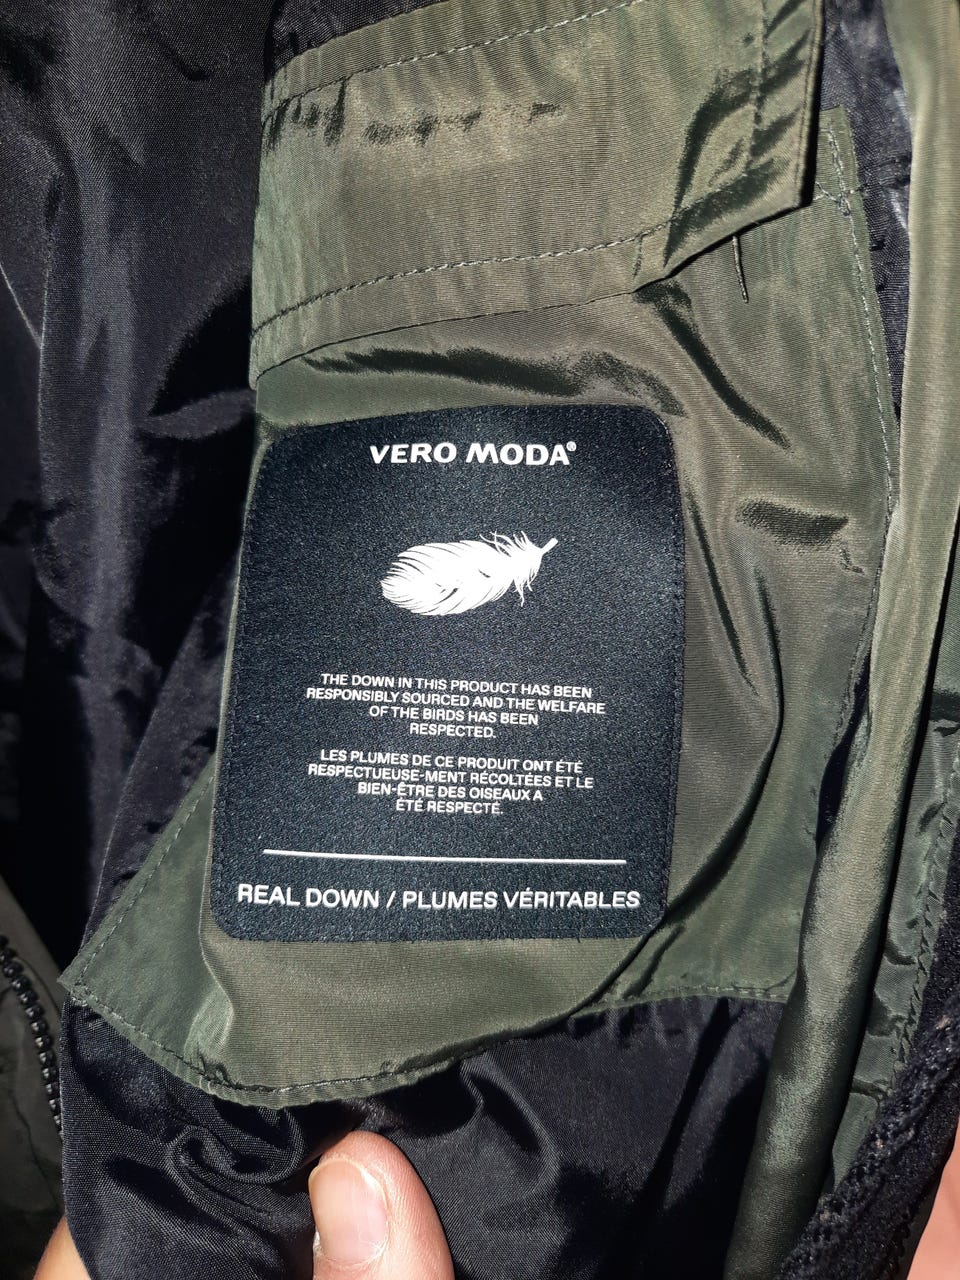 VERO MODA®
THE DOWN IN THIS PRODUCT HAS BEEN
RESPONSIBLY SOURCED AND THE WELFARE
OF THE BIRDS HAS BEEN
RESPECTED.
LES PLUMES DE CE PRODUIT ONT ÉTÉ
RESPECTUEUSE-MENT RÉCOLTÉES ET LE
BIEN-ÊTRE DES OISEAUX A
ÉTÉ RESPECTÉ.
REAL DOWN / PLUMES VÉRITABLES